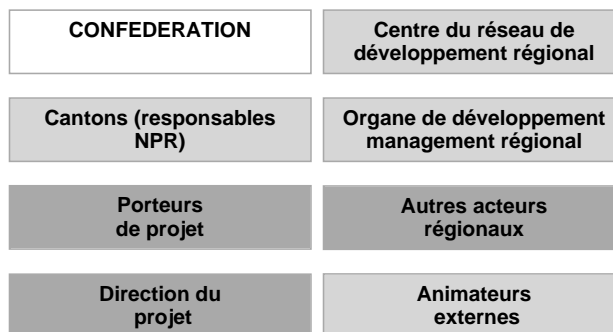 CONFEDERATION
Centre du réseau de
développement régional
Cantons (responsables
NPR)
Organe de développement
management régional
Porteurs
de projet
Autres acteurs
régionaux
Direction du
projet
Animateurs
externes